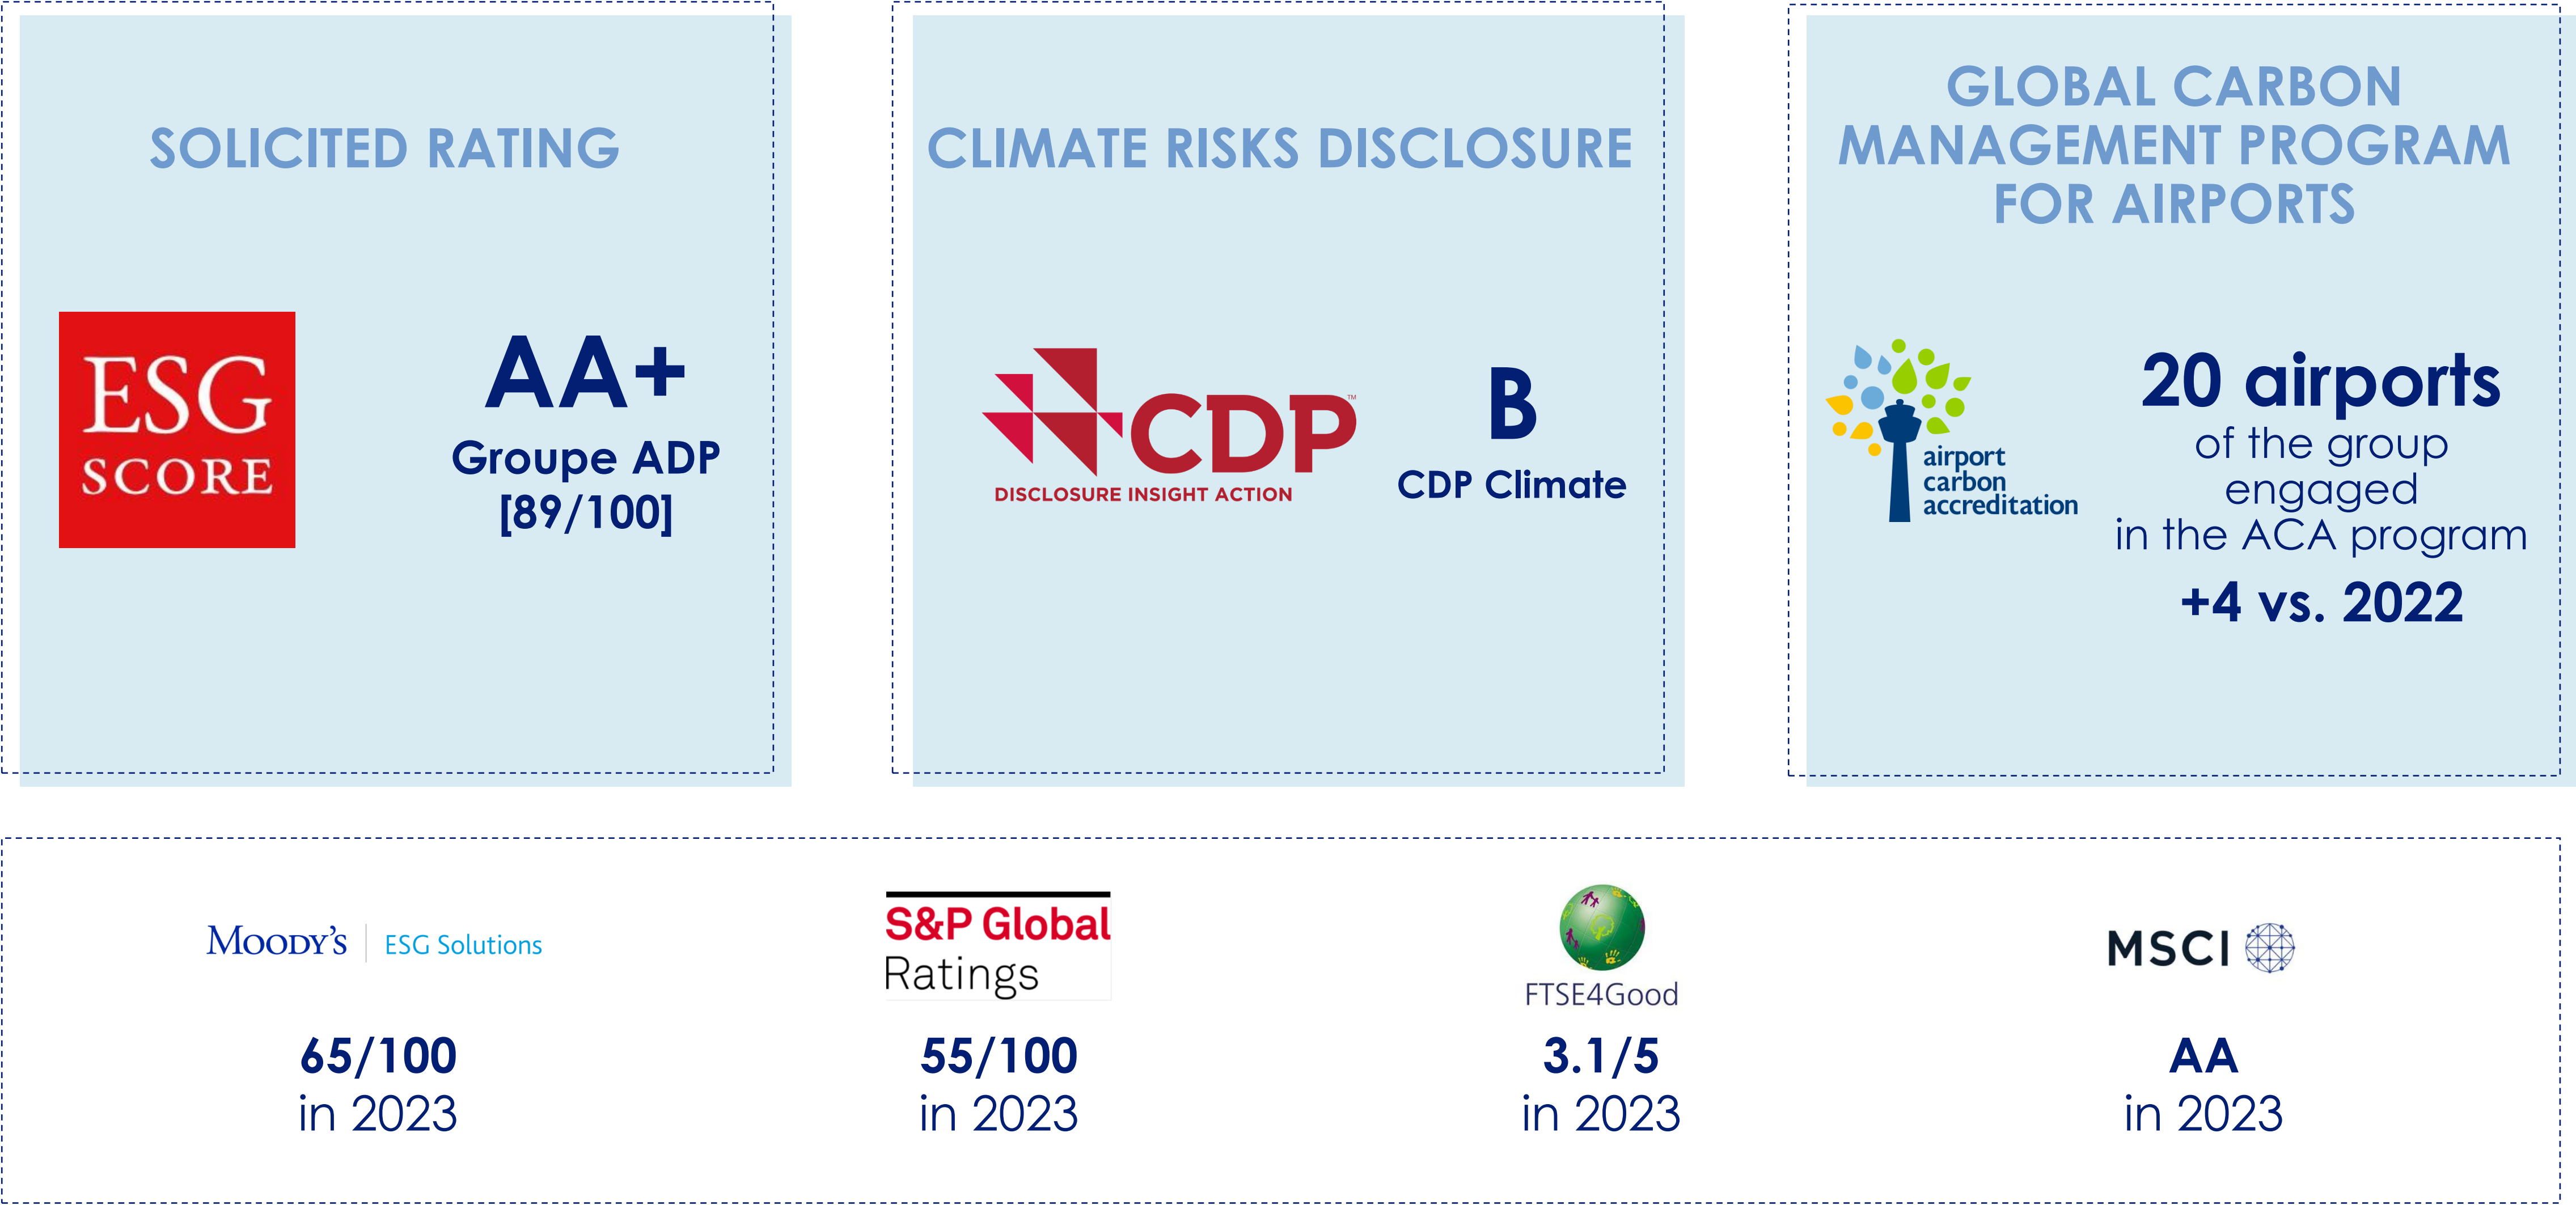 SOLICITED RATING
ESG
SCORE
AA+
Groupe ADP
[89/100]
CLIMATE RISKS DISCLOSURE
CDP™
DISCLOSURE INSIGHT ACTION
B
CDP Climate
GLOBAL CARBON
MANAGEMENT PROGRAM
FOR AIRPORTS
airport
carbon
accreditation
20 airports
of the group
engaged
in the ACA program
+4 vs. 2022
MOODY'S | ESG Solutions
65/100
in 2023
S&P Global
Ratings
55/100
in 2023
FTSE4Good
3.1/5
in 2023
MSCI
AA
in 2023